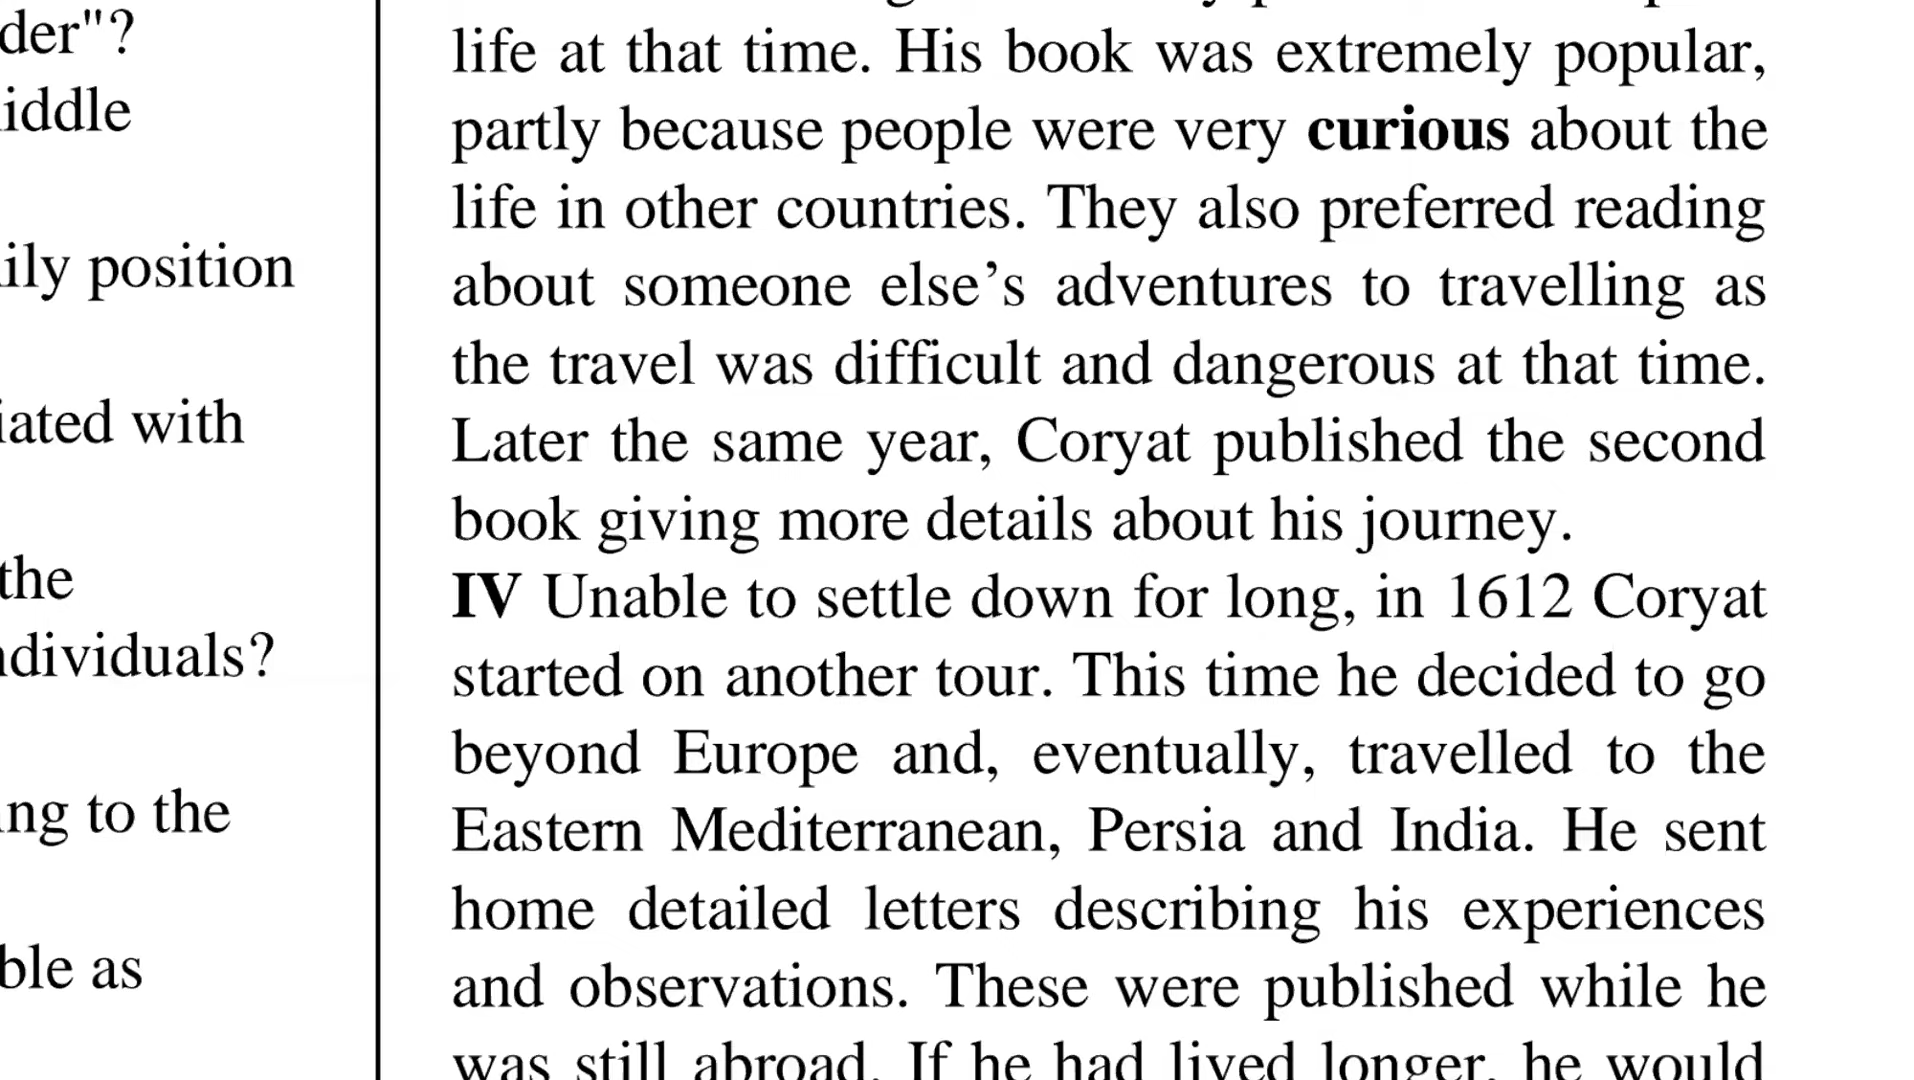 der"?
iddle
ily position
iated with
the
ndividuals?
ing to the
ble as
life at that time. His book was extremely popular,
partly because people were very curious about the
life in other countries. They also preferred reading
about someone else’s adventures to travelling as
the travel was difficult and dangerous at that time.
Later the same year, Coryat published the second
book giving more details about his journey.
IV Unable to settle down for long, in 1612 Coryat
started on another tour. This time he decided to go
beyond Europe and, eventually, travelled to the
Eastern Mediterranean, Persia and India. He sent
home detailed letters describing his experiences
and observations. These were published while he
was still abroad. If he had lived longer, he would